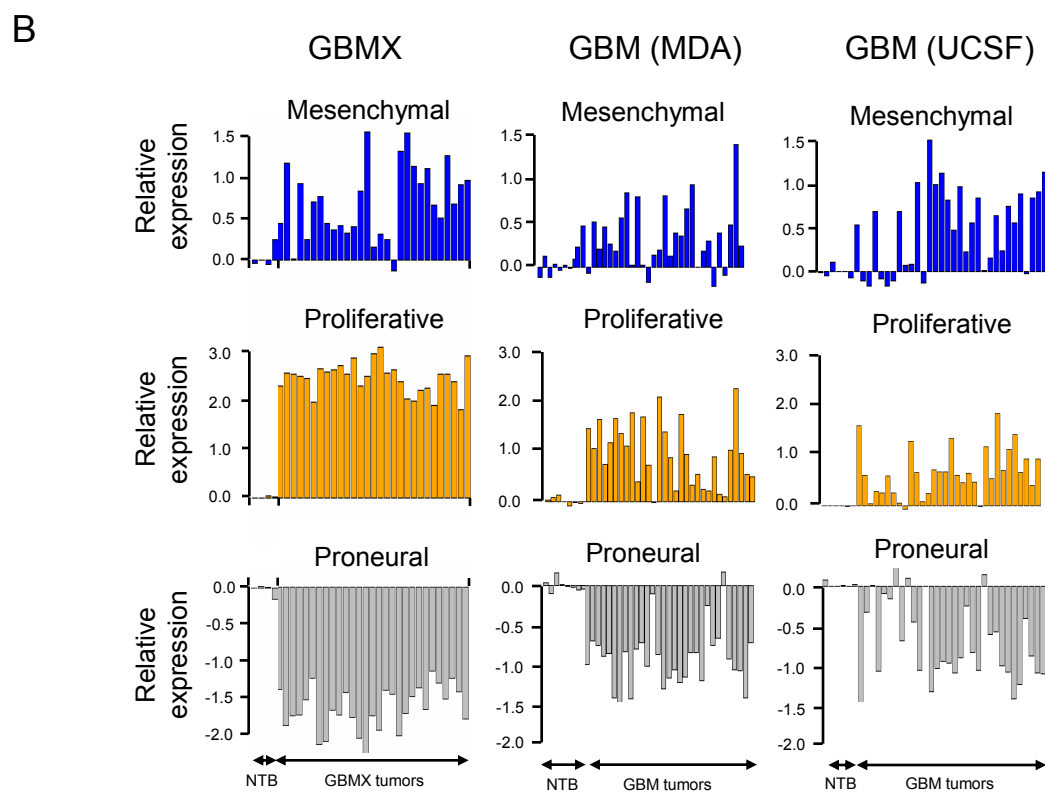 B
GBMX
GBM (MDA)
GBM (UCSF)
Mesenchymal
Mesenchymal
Mesenchymal
Relative
expression
1.5
1.0
0.5
0.0
1.5
1.0
0.5
0.0
1.5
1.0
0.5
0.0
Proliferative
Proliferative
Proliferative
Relative
expression
3.0
2.0
1.0
0.0
3.0
2.0
1.0
0.0
3.0
2.0
1.0
0.0
Proneural
Proneural
Proneural
Relative
expression
0.0
-0.5
-1.0
-1.5
-2.0
0.0
-0.5
-1.0
-1.5
-2.0
0.0
-0.5
-1.0
-1.5
-2.0
NTB
GBMX tumors
NTB
GBM tumors
NTB
GBM tumors